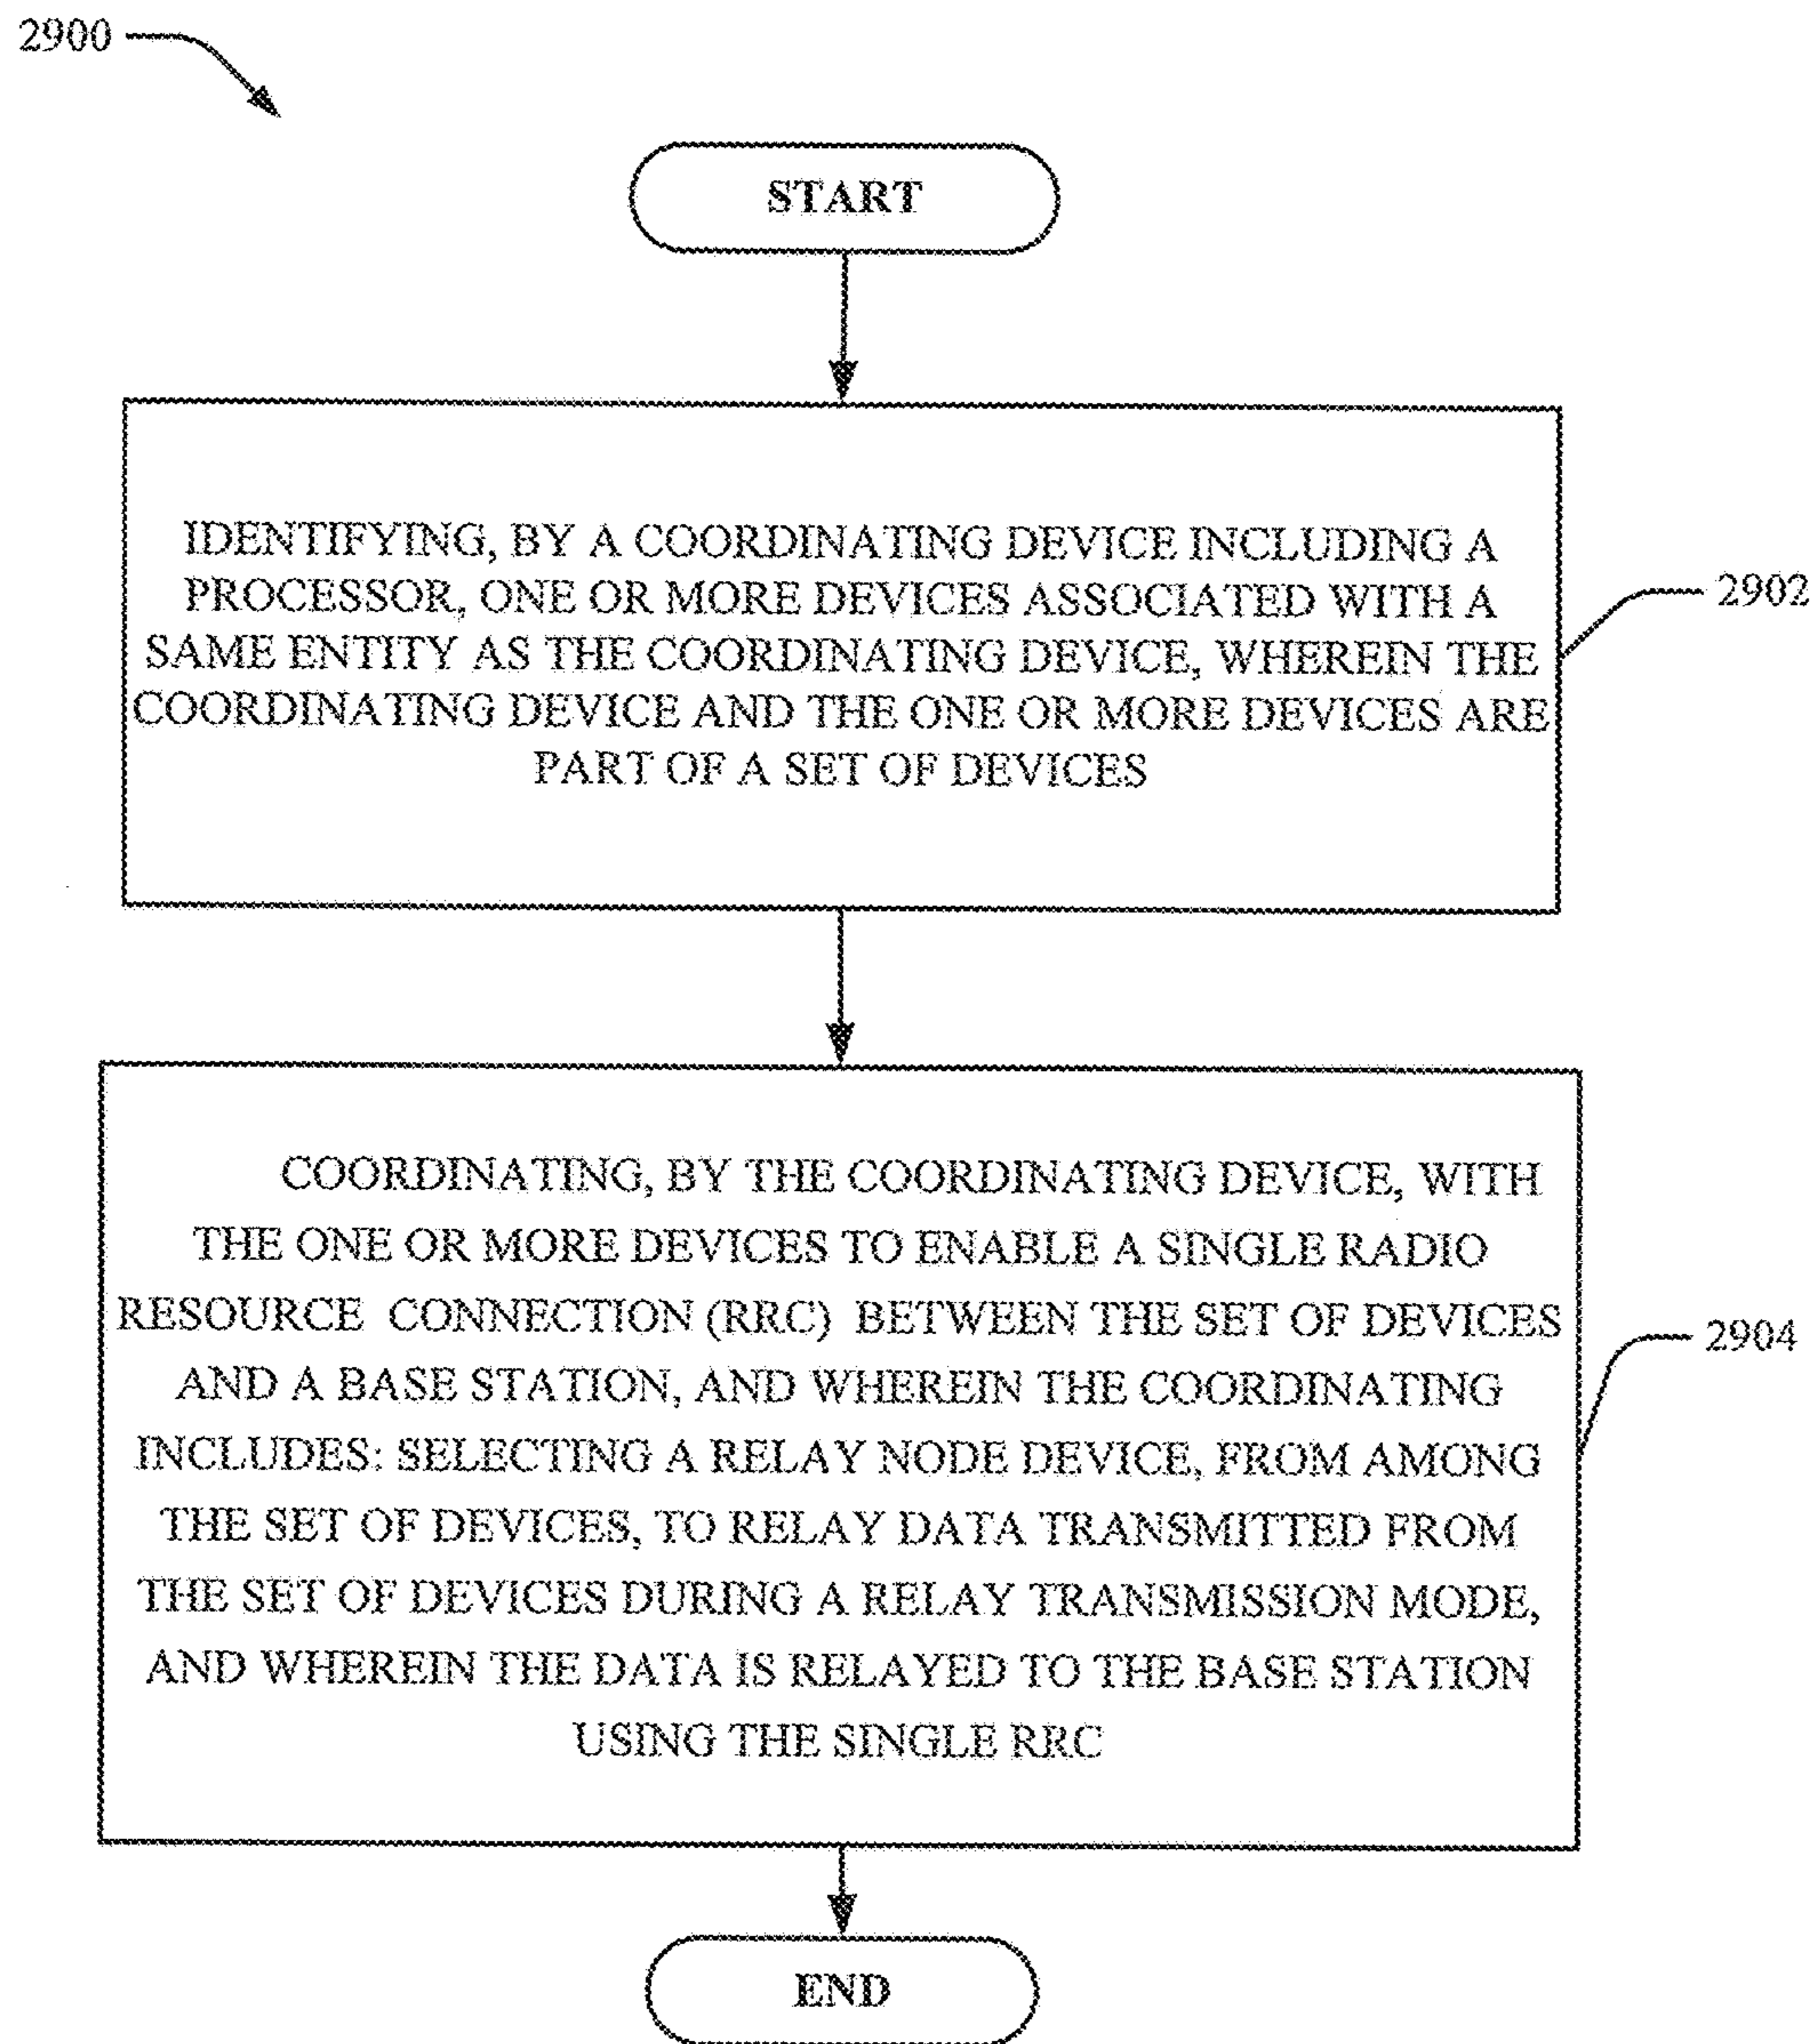 2900
START
IDENTIFYING, BY A COORDINATING DEVICE INCLUDING A
PROCESSOR, ONE OR MORE DEVICES ASSOCIATED WITH A
SAME ENTITY AS THE COORDINATING DEVICE, WHEREIN THE
COORDINATING DEVICE AND THE ONE OR MORE DEVICES ARE
PART OF A SET OF DEVICES
2902
COORDINATING, BY THE COORDINATING DEVICE, WITH
THE ONE OR MORE DEVICES TO ENABLE A SINGLE RADIO
RESOURCE CONNECTION (RRC) BETWEEN THE SET OF DEVICES
AND A BASE STATION, AND WHEREIN THE COORDINATING
INCLUDES: SELECTING A RELAY NODE DEVICE, FROM AMONG
THE SET OF DEVICES, TO RELAY DATA TRANSMITTED FROM
THE SET OF DEVICES DURING A RELAY TRANSMISSION MODE,
AND WHEREIN THE DATA IS RELAYED TO THE BASE STATION
USING THE SINGLE RRC
2904
END